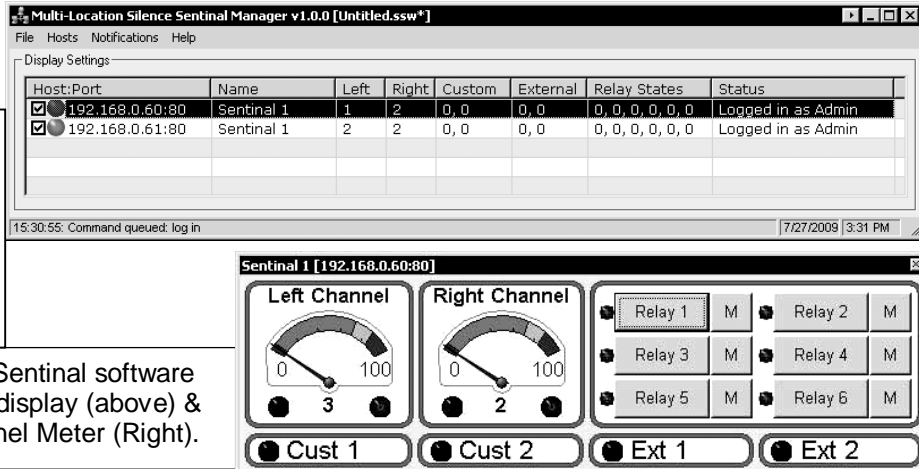 Multi-Location Silence Sentinal Manager v1.0.0 [Untitled.ssw*]
File Hosts Notifications Help
Display Settings
Host:Port Name Left Right Custom External Relay States Status
192.168.0.60:80 Sentinal 1 1 2 0, 0 0, 0 0, 0, 0, 0, 0, 0 Logged in as Admin
192.168.0.61:80 Sentinal 1 2 2 0, 0 0, 0 0, 0, 0, 0, 0, 0 Logged in as Admin
15:30:55: Command queued: log in 7/27/2009 3:31 PM
Sentinal 1 [192.168.0.60:80]
Left Channel
0 100
3
Right Channel
0 100
2
Relay 1 M Relay 2 M
Relay 3 M Relay 4 M
Relay 5 M Relay 6 M
Cust 1 Cust 2 Ext 1 Ext 2
Sentinal software
display (above) &
nel Meter (Right).